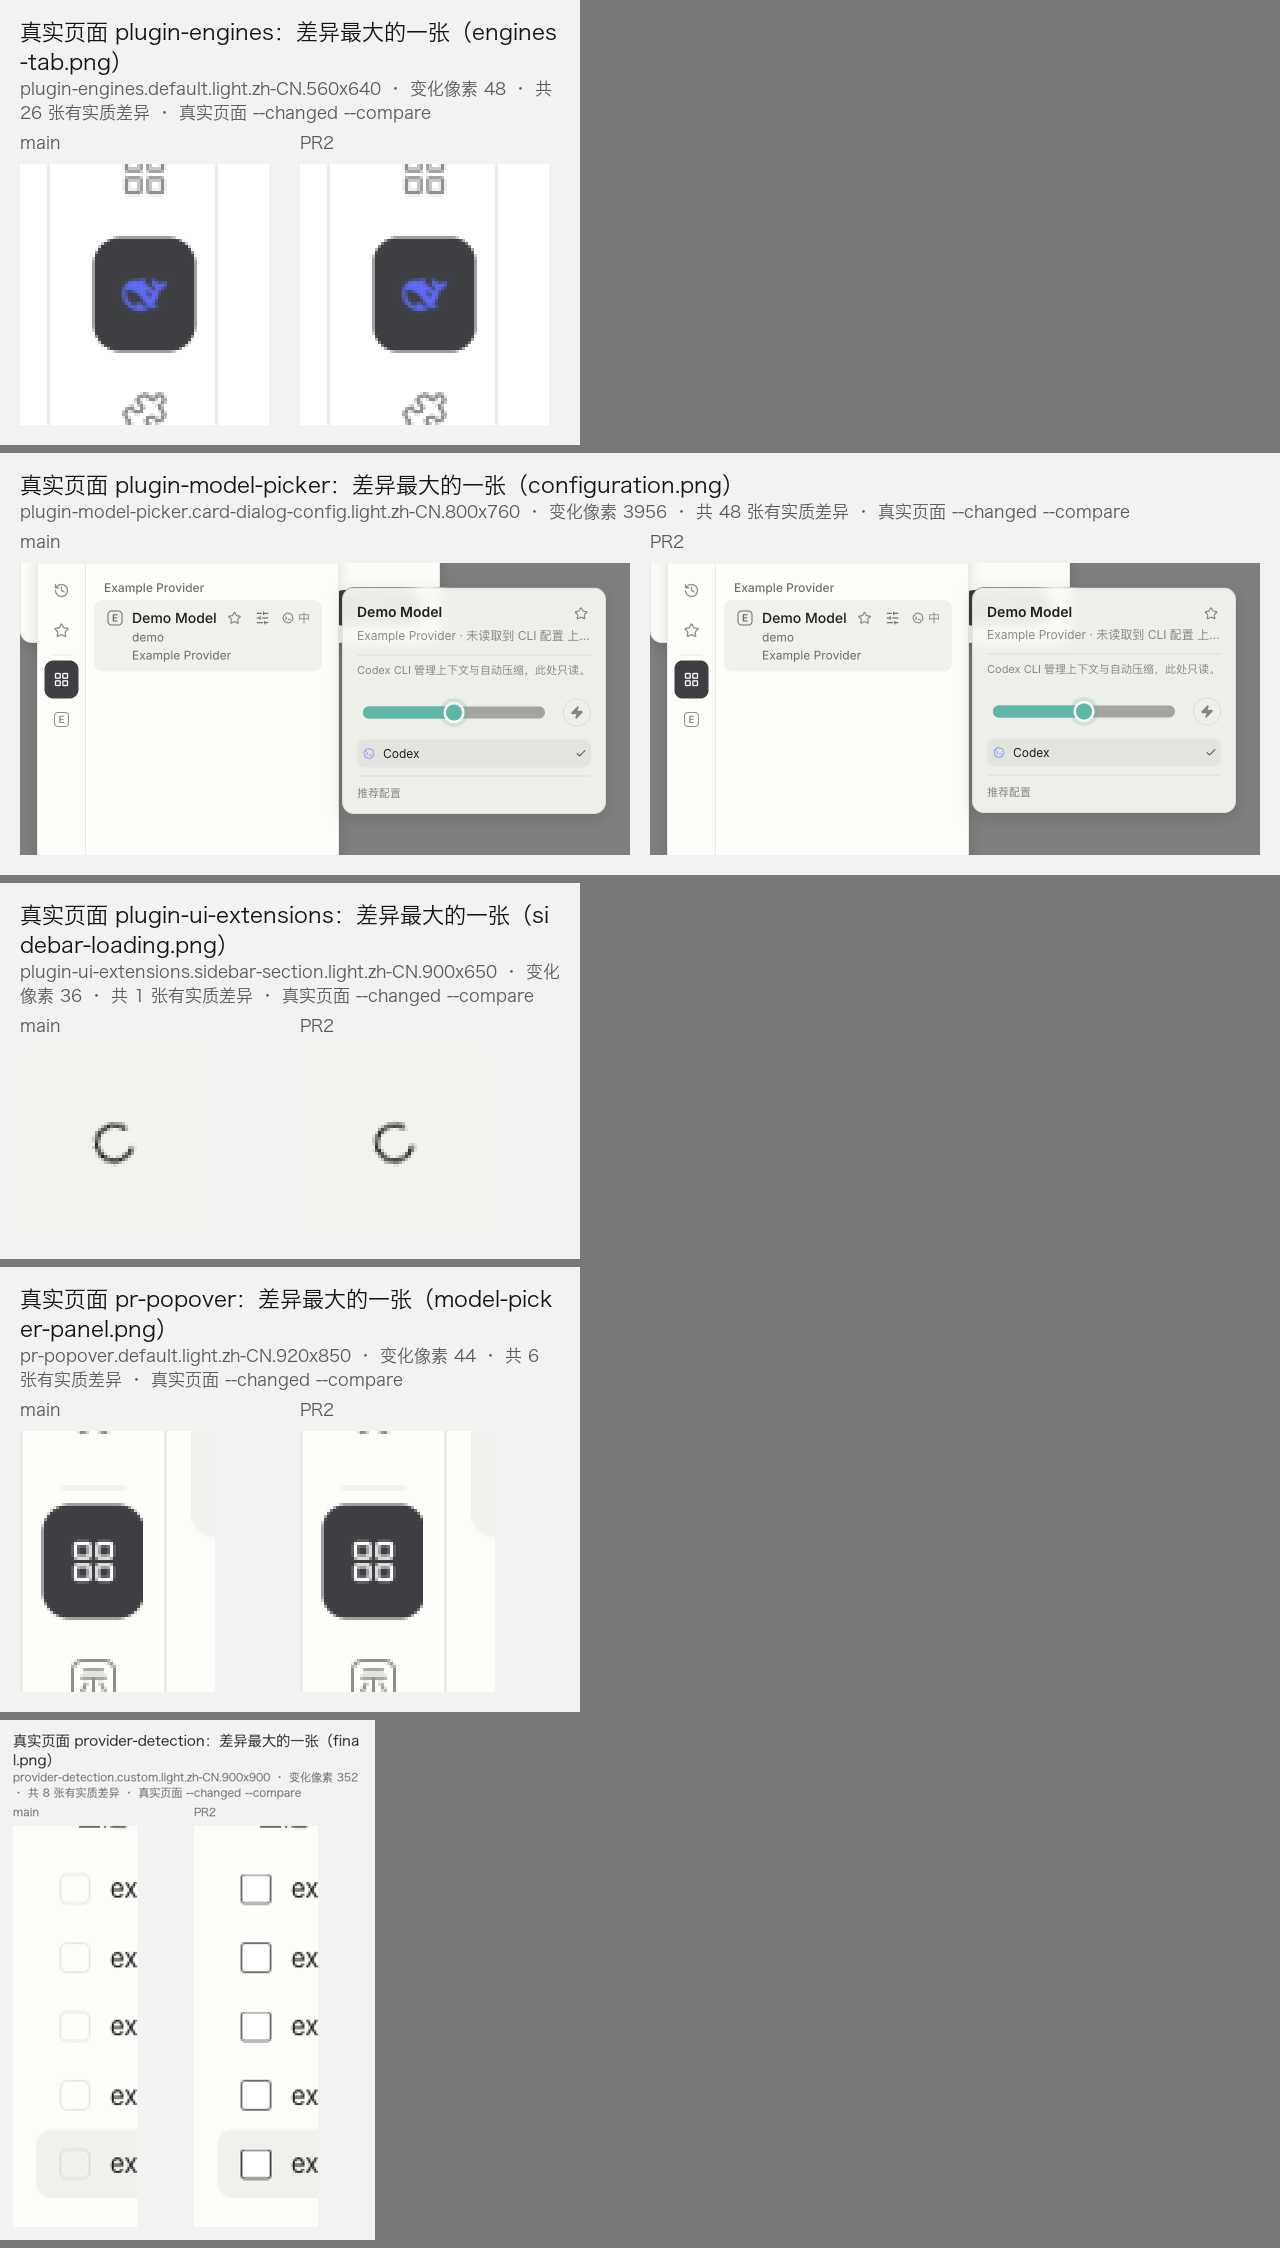 真实页面 plugin-engines：差异最大的一张（engines
-tab.png）
plugin-engines.default.light.zh-CN.560x640 · 变化像素 48 · 共
26 张有实质差异 · 真实页面 --changed --compare
main
PR2
真实页面 plugin-model-picker：差异最大的一张（configuration.png）
plugin-model-picker.card-dialog-config.light.zh-CN.800x760 · 变化像素 3956 · 共 48 张有实质差异 · 真实页面 --changed --compare
main
PR2
Example Provider
E Demo Model 中
demo
Example Provider
E
Demo Model
Example Provider · 未读取到 CLI 配置 上...
Codex CLI 管理上下文与自动压缩，此处只读。
Codex
推荐配置
Example Provider
E Demo Model 中
demo
Example Provider
E
Demo Model
Example Provider · 未读取到 CLI 配置 上...
Codex CLI 管理上下文与自动压缩，此处只读。
Codex
推荐配置
真实页面 plugin-ui-extensions：差异最大的一张（si
debar-loading.png）
plugin-ui-extensions.sidebar-section.light.zh-CN.900x650 · 变化
像素 36 · 共 1 张有实质差异 · 真实页面 --changed --compare
main
PR2
真实页面 pr-popover：差异最大的一张（model-pick
er-panel.png）
pr-popover.default.light.zh-CN.920x850 · 变化像素 44 · 共 6
张有实质差异 · 真实页面 --changed --compare
main
PR2
真实页面 provider-detection：差异最大的一张（fina
l.png）
provider-detection.custom.light.zh-CN.900x900 · 变化像素 352
· 共 8 张有实质差异 · 真实页面 --changed --compare
main
PR2
ex
ex
ex
ex
ex
ex
ex
ex
ex
ex